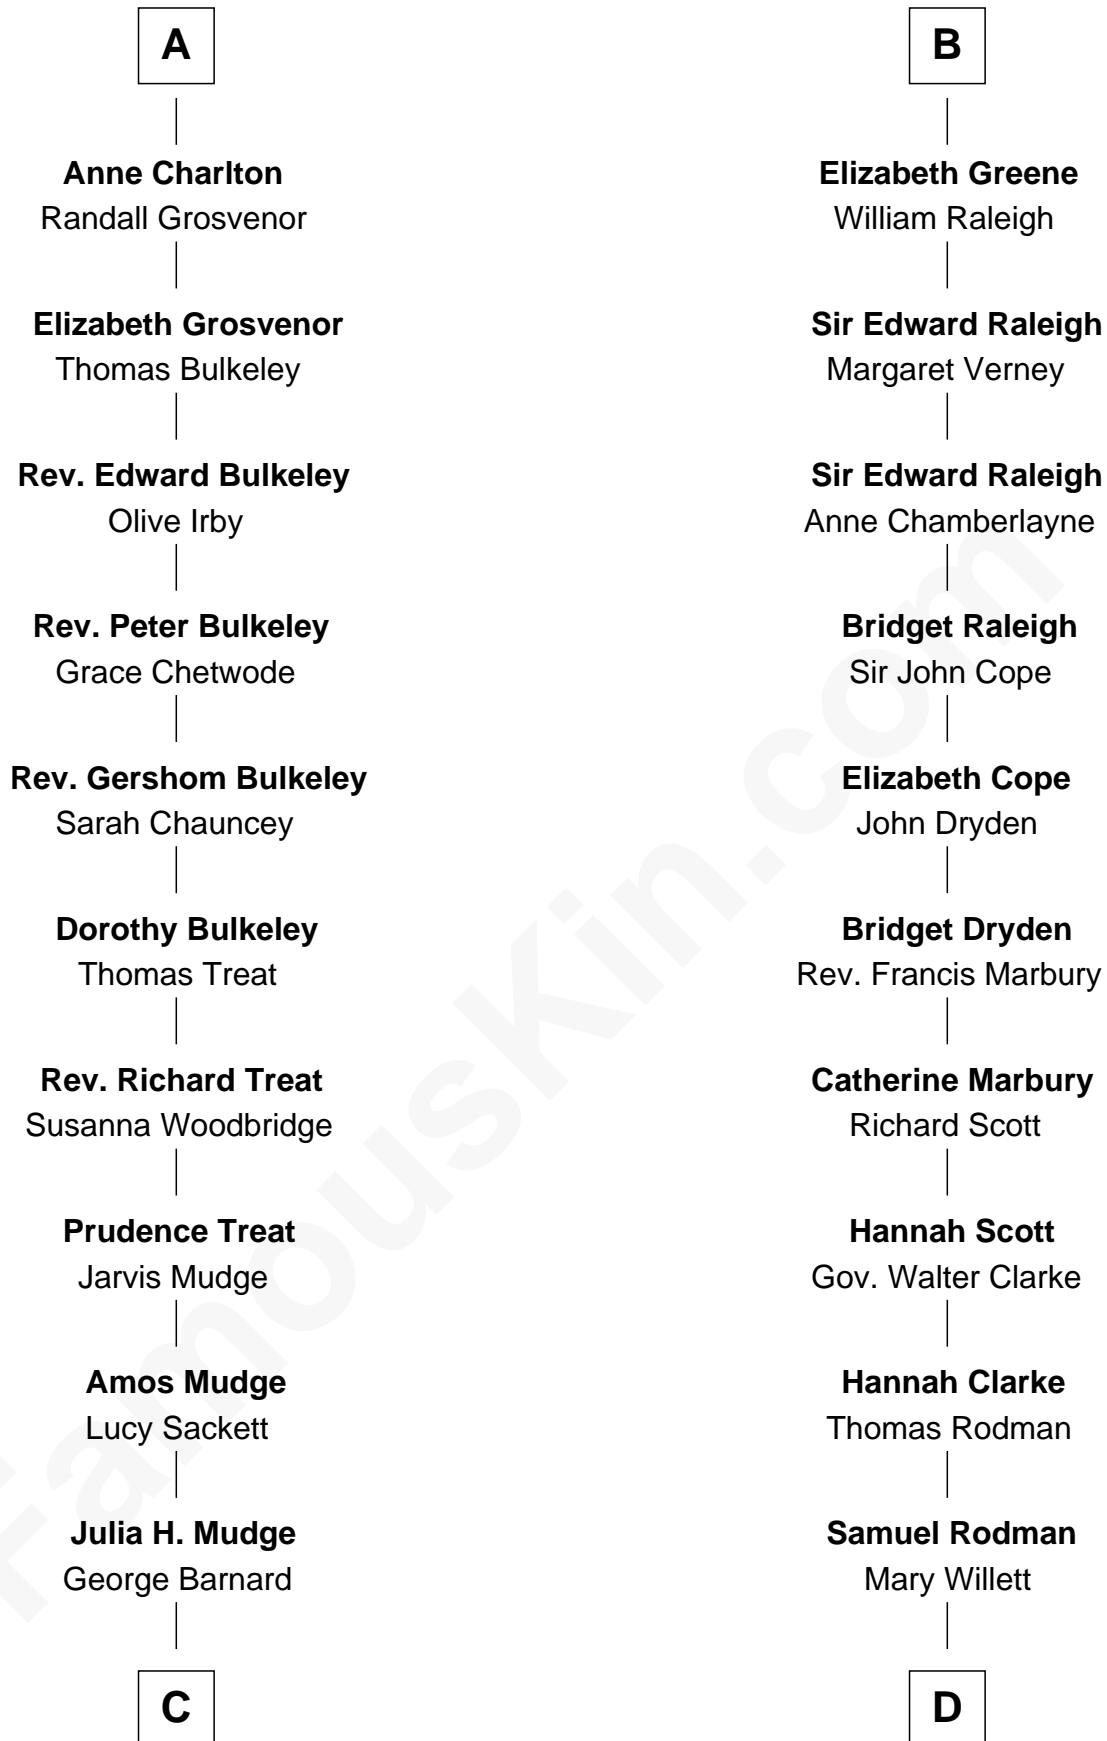 A
Anne Charlton
Randall Grosvenor
Elizabeth Grosvenor
Thomas Bulkeley
Rev. Edward Bulkeley
Olive Irby
Rev. Peter Bulkeley
Grace Chetwode
Rev. Gershom Bulkeley
Sarah Chauncey
Dorothy Bulkeley
Thomas Treat
Rev. Richard Treat
Susanna Woodbridge
Prudence Treat
Jarvis Mudge
Amos Mudge
Lucy Sackett
Julia H. Mudge
George Barnard
C
B
Elizabeth Greene
William Raleigh
Sir Edward Raleigh
Margaret Verney
Sir Edward Raleigh
Anne Chamberlayne
Bridget Raleigh
Sir John Cope
Elizabeth Cope
John Dryden
Bridget Dryden
Rev. Francis Marbury
Catherine Marbury
Richard Scott
Hannah Scott
Gov. Walter Clarke
Hannah Clarke
Thomas Rodman
Samuel Rodman
Mary Willett
D
FamousKin.com